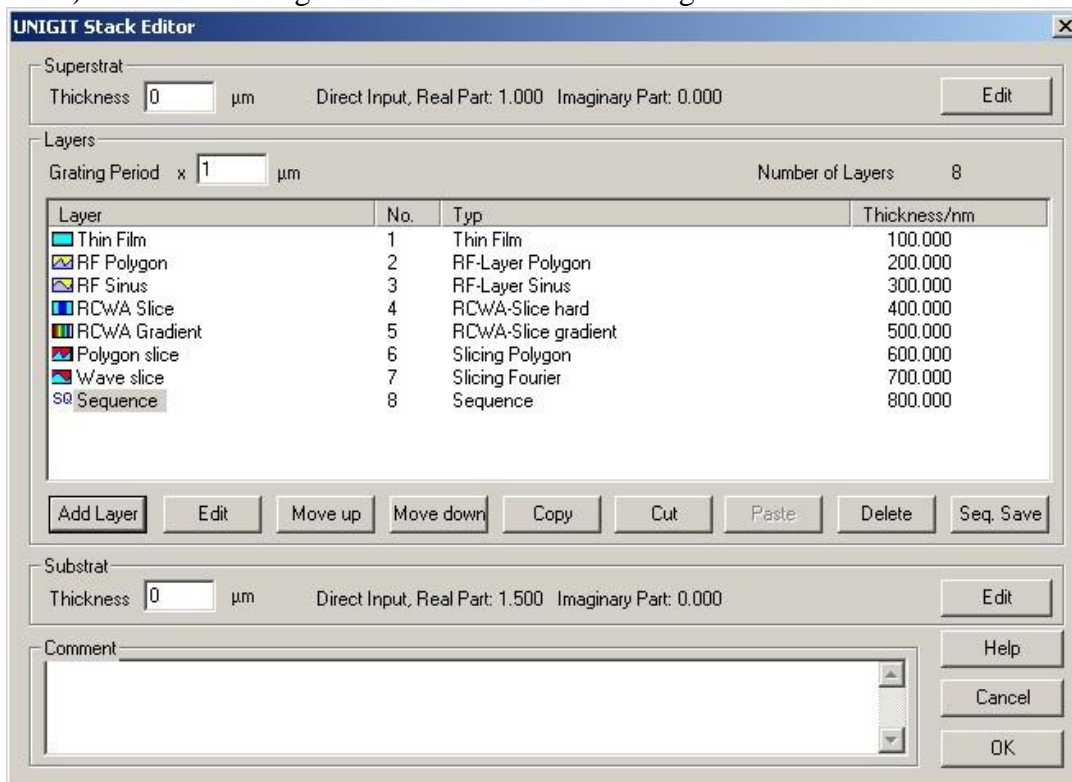 UNIGIT Stack Editor
Superstrat
Thickness 0 µm Direct Input, Real Part: 1.000 Imaginary Part: 0.000 Edit
Layers
Grating Period x 1 µm Number of Layers 8
Layer No. Typ Thickness/nm
Thin Film 1 Thin Film 100.000
RF Polygon 2 RF-Layer Polygon 200.000
RF Sinus 3 RF-Layer Sinus 300.000
RCWA Slice 4 RCWA-Slice hard 400.000
RCWA Gradient 5 RCWA-Slice gradient 500.000
Polygon slice 6 Slicing Polygon 600.000
Wave slice 7 Slicing Fourier 700.000
SQ Sequence 8 Sequence 800.000
Add Layer Edit Move up Move down Copy Cut Paste Delete Seq. Save
Substrat
Thickness 0 µm Direct Input, Real Part: 1.500 Imaginary Part: 0.000 Edit
Comment
Help
Cancel
OK